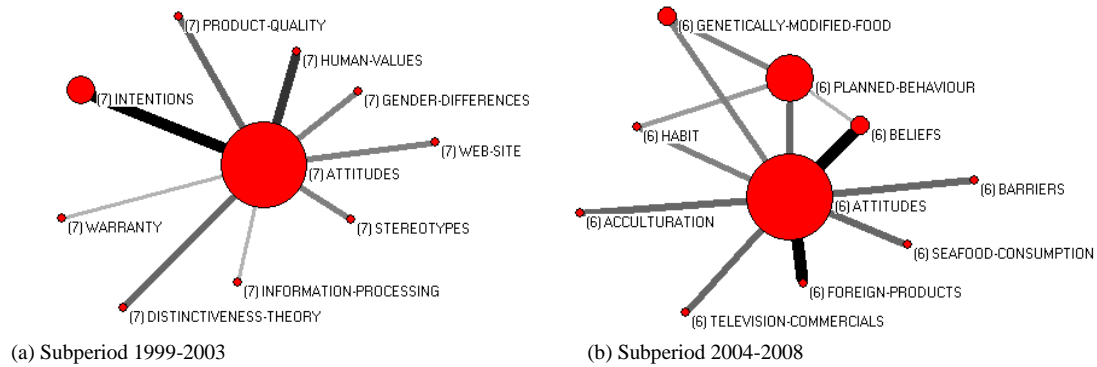 (7) PRODUCT-QUALITY
(7) HUMAN-VALUES
(7) INTENTIONS
(7) GENDER-DIFFERENCES
(7) WEB-SITE
(7) ATTITUDES
(7) WARRANTY
(7) STEREOTYPES
(7) INFORMATION-PROCESSING
(7) DISTINCTIVENESS-THEORY
(a) Subperiod 1999-2003
(6) GENETICALLY-MODIFIED-FOOD
(6) PLANNED-BEHAVIOUR
(6) HABIT
(6) BELIEFS
(6) BARRIERS
(6) ATTITUDES
(6) ACCULTURATION
(6) SEAFOOD-CONSUMPTION
(6) FOREIGN-PRODUCTS
(6) TELEVISION-COMMERCIALS
(b) Subperiod 2004-2008